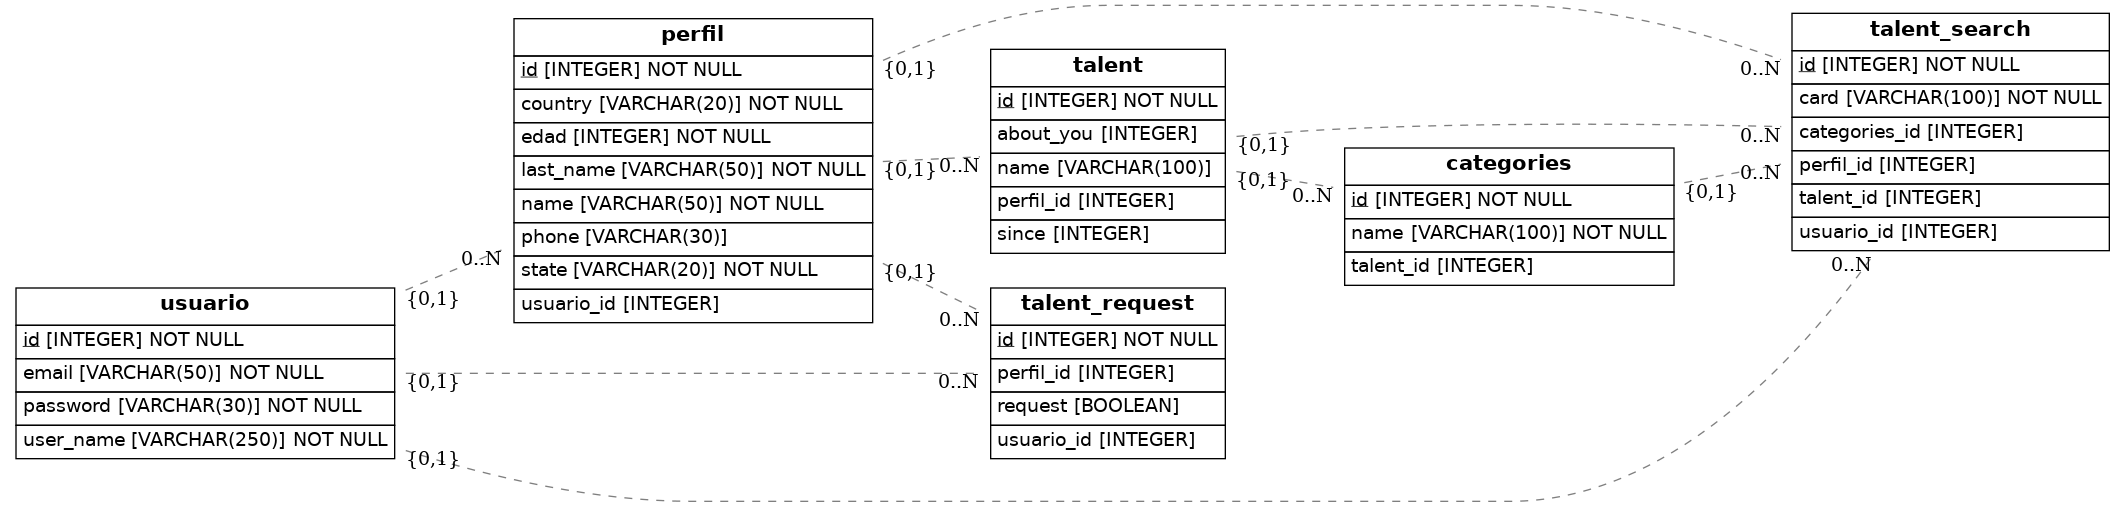 perfil
id [INTEGER] NOT NULL
country [VARCHAR(20)] NOT NULL
edad [INTEGER] NOT NULL
last_name [VARCHAR(50)] NOT NULL
name [VARCHAR(50)] NOT NULL
phone [VARCHAR(30)]
state [VARCHAR(20)] NOT NULL
usuario_id [INTEGER]
talent
id [INTEGER] NOT NULL
about_you [INTEGER]
name [VARCHAR(100)]
perfil_id [INTEGER]
since [INTEGER]
talent_search
id [INTEGER] NOT NULL
card [VARCHAR(100)] NOT NULL
categories_id [INTEGER]
perfil_id [INTEGER]
talent_id [INTEGER]
usuario_id [INTEGER]
categories
id [INTEGER] NOT NULL
name [VARCHAR(100)] NOT NULL
talent_id [INTEGER]
usuario
id [INTEGER] NOT NULL
email [VARCHAR(50)] NOT NULL
password [VARCHAR(30)] NOT NULL
user_name [VARCHAR(250)] NOT NULL
talent_request
id [INTEGER] NOT NULL
perfil_id [INTEGER]
request [BOOLEAN]
usuario_id [INTEGER]
{0,1}
0..N
{0,1}
0..N
{0,1}
0..N
{0,1}
0..N
{0,1}
0..N
{0,1}
0..N
{0,1}
0..N
{0,1}
0..N
{0,1}
0..N